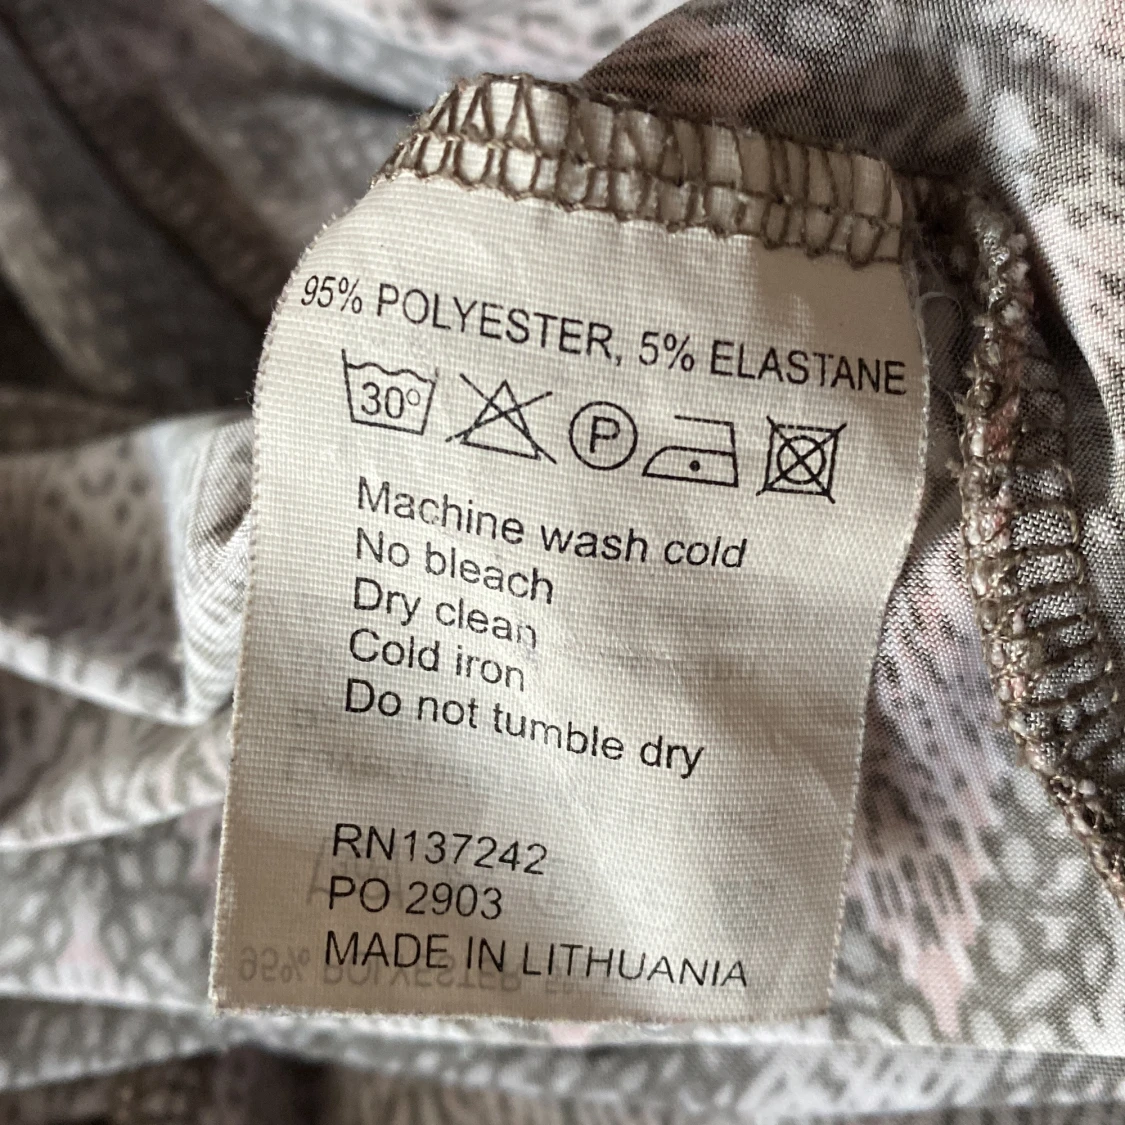 95% POLYESTER, 5% ELASTANE
30° P
Machine wash cold
No bleach
Dry clean
Cold iron
Do not tumble dry
RN137242
PO 2903
MADE IN LITHUANIA